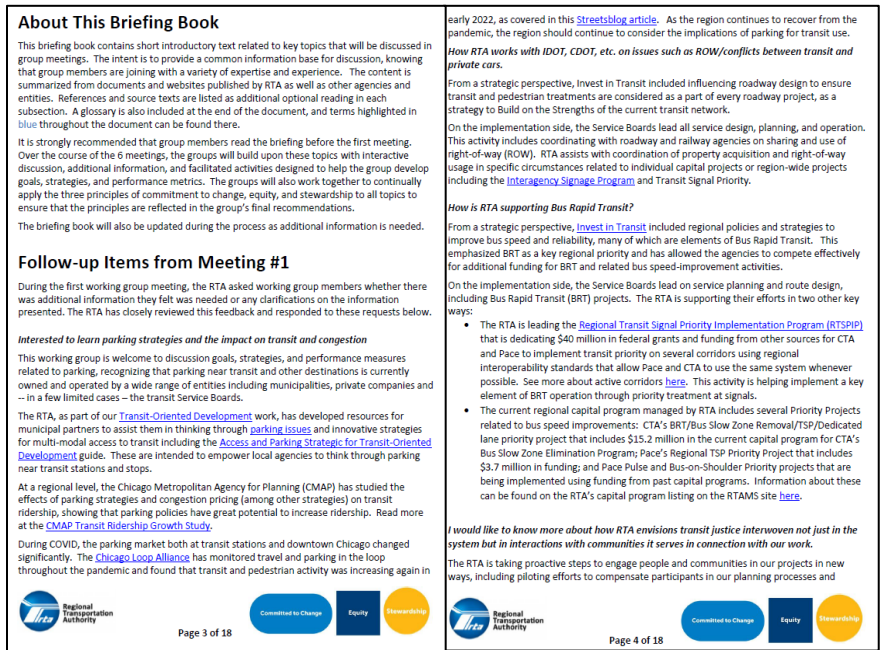 About This Briefing Book
This briefing book contains short introductory text related to key topics that will be discussed in
group meetings. The intent is to provide a common information base for discussion, knowing
that group members are joining with a variety of expertise and experience. The content is
summarized from documents and websites published by RTA as well as other agencies and
entities. References and source texts are listed as additional optional reading in each
subsection. A glossary is also included at the end of the document, and terms highlighted in
blue throughout the document can be found there.
It is strongly recommended that group members read the briefing before the first meeting.
Over the course of the 6 meetings, the groups will build upon these topics with interactive
discussion, additional information, and facilitated activities designed to help the group develop
goals, strategies, and performance metrics. The groups will also work together to continually
apply the three principles of commitment to change, equity, and stewardship to all topics to
ensure that the principles are reflected in the group's final recommendations.
The briefing book will also be updated during the process as additional information is needed.
Follow-up Items from Meeting #1
During the first working group meeting, the RTA asked working group members whether there
was additional information they felt was needed or any clarifications on the information
presented. The RTA has closely reviewed this feedback and responded to these requests below.
Interested to learn parking strategies and the impact on transit and congestion
This working group is welcome to discussion goals, strategies, and performance measures
related to parking, recognizing that parking near transit and other destinations is currently
owned and operated by a wide range of entities including municipalities, private companies and
-- in a few limited cases – the transit Service Boards.
The RTA, as part of our Transit-Oriented Development work, has developed resources for
municipal partners to assist them in thinking through parking issues and innovative strategies
for multi-modal access to transit including the Access and Parking Strategic for Transit-Oriented
Development guide. These are intended to empower local agencies to think through parking
near transit stations and stops.
At a regional level, the Chicago Metropolitan Agency for Planning (CMAP) has studied the
effects of parking strategies and congestion pricing (among other strategies) on transit
ridership, showing that parking policies have great potential to increase ridership. Read more
at the CMAP Transit Ridership Growth Study.
During COVID, the parking market both at transit stations and downtown Chicago changed
significantly. The Chicago Loop Alliance has monitored travel and parking in the loop
throughout the pandemic and found that transit and pedestrian activity was increasing again in
rta
Regional
Transportation
Authority
Page 3 of 18
Committed to Change
Equity
Stewardship
early 2022, as covered in this Streetsblog article. As the region continues to recover from the
pandemic, the region should continue to consider the implications of parking for transit use.
How RTA works with IDOT, CDOT, etc. on issues such as ROW/conflicts between transit and
private cars.
From a strategic perspective, Invest in Transit included influencing roadway design to ensure
transit and pedestrian treatments are considered as a part of every roadway project, as a
strategy to Build on the Strengths of the current transit network.
On the implementation side, the Service Boards lead all service design, planning, and operation.
This activity includes coordinating with roadway and railway agencies on sharing and use of
right-of-way (ROW). RTA assists with coordination of property acquisition and right-of-way
usage in specific circumstances related to individual capital projects or region-wide projects
including the Interagency Signage Program and Transit Signal Priority.
How is RTA supporting Bus Rapid Transit?
From a strategic perspective, Invest in Transit included regional policies and strategies to
improve bus speed and reliability, many of which are elements of Bus Rapid Transit. This
emphasized BRT as a key regional priority and has allowed the agencies to compete effectively
for additional funding for BRT and related bus speed-improvement activities.
On the implementation side, the Service Boards lead on service planning and route design,
including Bus Rapid Transit (BRT) projects. The RTA is supporting their efforts in two other key
ways:
• The RTA is leading the Regional Transit Signal Priority Implementation Program (RTSPIP)
that is dedicating $40 million in federal grants and funding from other sources for CTA
and Pace to implement transit priority on several corridors using regional
interoperability standards that allow Pace and CTA to use the same system whenever
possible. See more about active corridors here. This activity is helping implement a key
element of BRT operation through priority treatment at signals.
• The current regional capital program managed by RTA includes several Priority Projects
related to bus speed improvements: CTA's BRT/Bus Slow Zone Removal/TSP/Dedicated
lane priority project that includes $15.2 million in the current capital program for CTA's
Bus Slow Zone Elimination Program; Pace's Regional TSP Priority Project that includes
$3.7 million in funding; and Pace Pulse and Bus-on-Shoulder Priority projects that are
being implemented using funding from past capital programs. Information about these
can be found on the RTA's capital program listing on the RTAMS site here.
I would like to know more about how RTA envisions transit justice interwoven not just in the
system but in interactions with communities it serves in connection with our work.
The RTA is taking proactive steps to engage people and communities in our projects in new
ways, including piloting efforts to compensate participants in our planning processes and
rta
Regional
Transportation
Authority
Page 4 of 18
Committed to Change
Equity
Stewardship